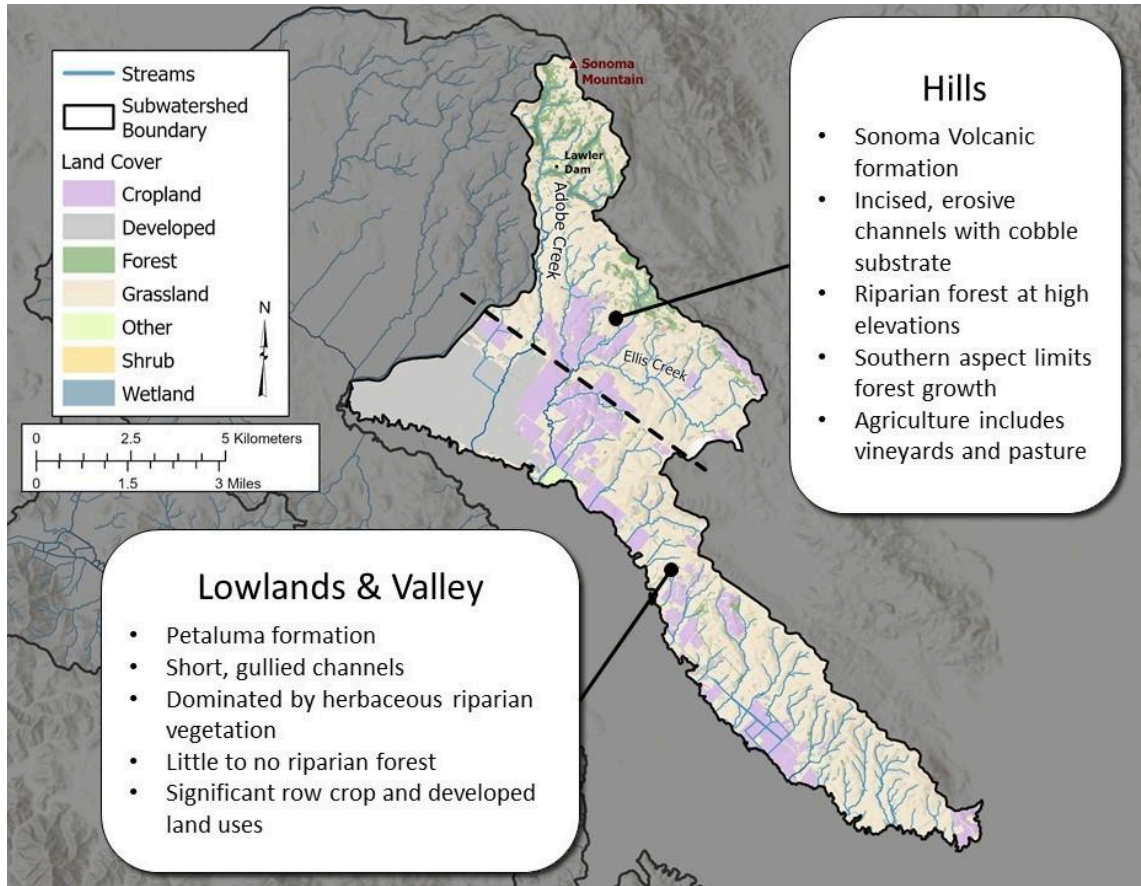 Streams
Subwatershed
Boundary
Land Cover
Cropland
Developed
Forest
Grassland
Other
Shrub
Wetland
N
0 2.5 5 Kilometers
0 1.5 3 Miles
Sonoma
Mountain
Lawler
Dam
Adobe Creek
Ellis Creek
Hills
• Sonoma Volcanic
formation
• Incised, erosive
channels with cobble
substrate
• Riparian forest at high
elevations
• Southern aspect limits
forest growth
• Agriculture includes
vineyards and pasture
Lowlands & Valley
• Petaluma formation
• Short, gullied channels
• Dominated by herbaceous riparian
vegetation
• Little to no riparian forest
• Significant row crop and developed
land uses